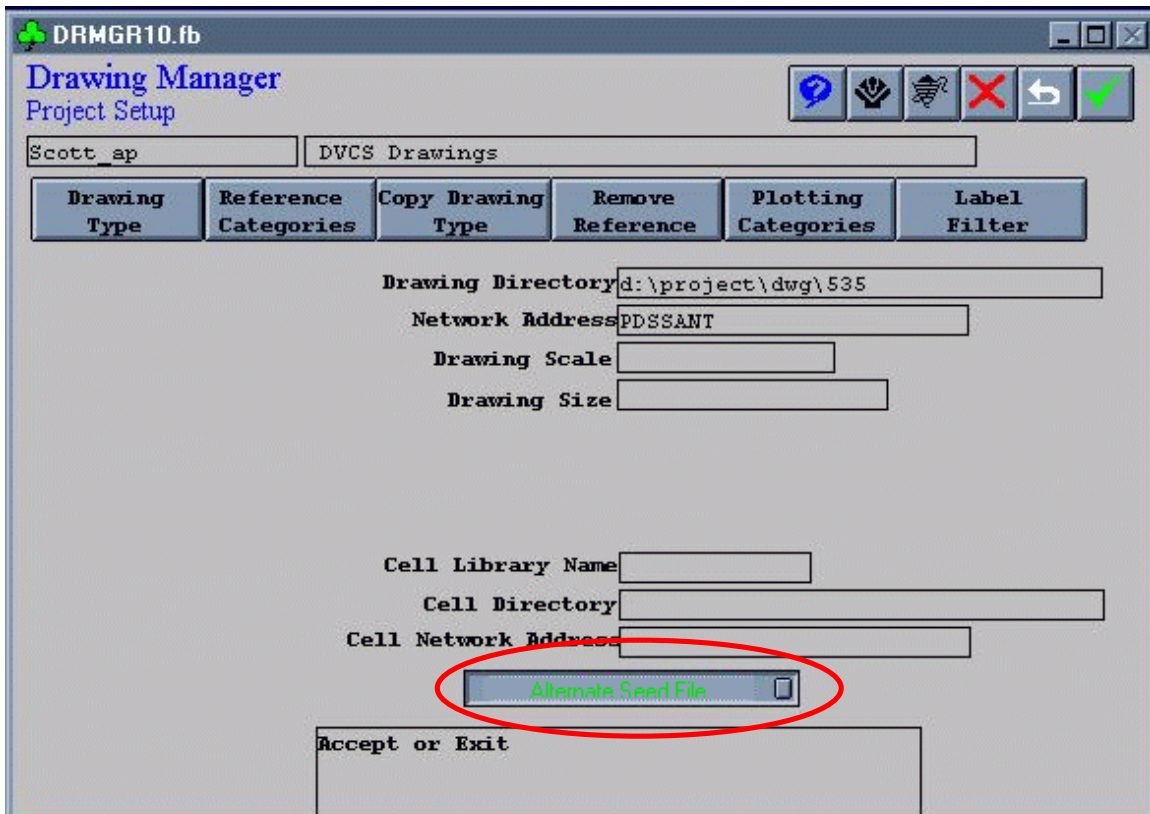 DRMGR10.fb
Drawing Manager
Project Setup
Scott_ap DVCS Drawings
Drawing Type
Reference Categories
Copy Drawing Type
Remove Reference
Plotting Categories
Label Filter
Drawing Directory d:\project\dwg\535
Network Address PDSSANT
Drawing Scale
Drawing Size
Cell Library Name
Cell Directory
Cell Network Address
Alternate Seed File
Accept or Exit